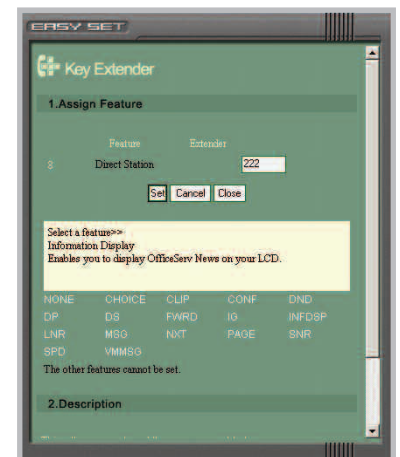 EASY SET
Key Extender
1.Assign Feature
Feature Extender
8 Direct Station 222
Set Cancel Close
Select a feature>>
Information Display
Enables you to display OfficeServ News on your LCD.
NONE CHOICE CLIP CONF DND
DP DS FWRD IG INFDSP
LNR MSG NXT PAGE SNR
SPD VMMSG
The other features cannot be set.
2.Description